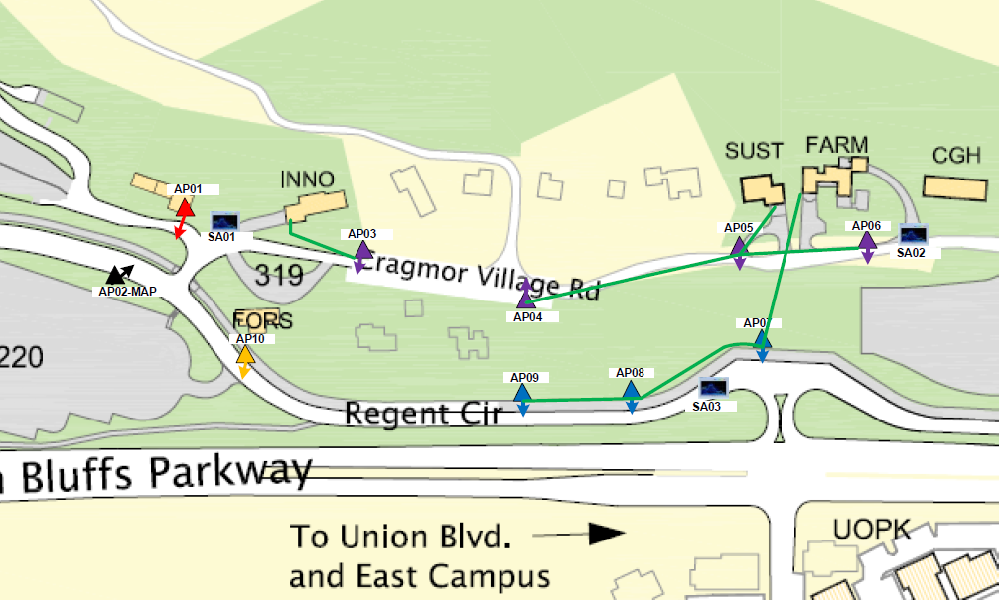 SUST
FARM
CGH
INNO
AP01
SA01
AP03
AP05
AP06
SA02
319
Cragmor Village Rd
AP02-MAP
AP04
FORS
AP10
AP07
220
AP09
AP08
SA03
Regent Cir
Bluffs Parkway
To Union Blvd.
and East Campus
UOPK